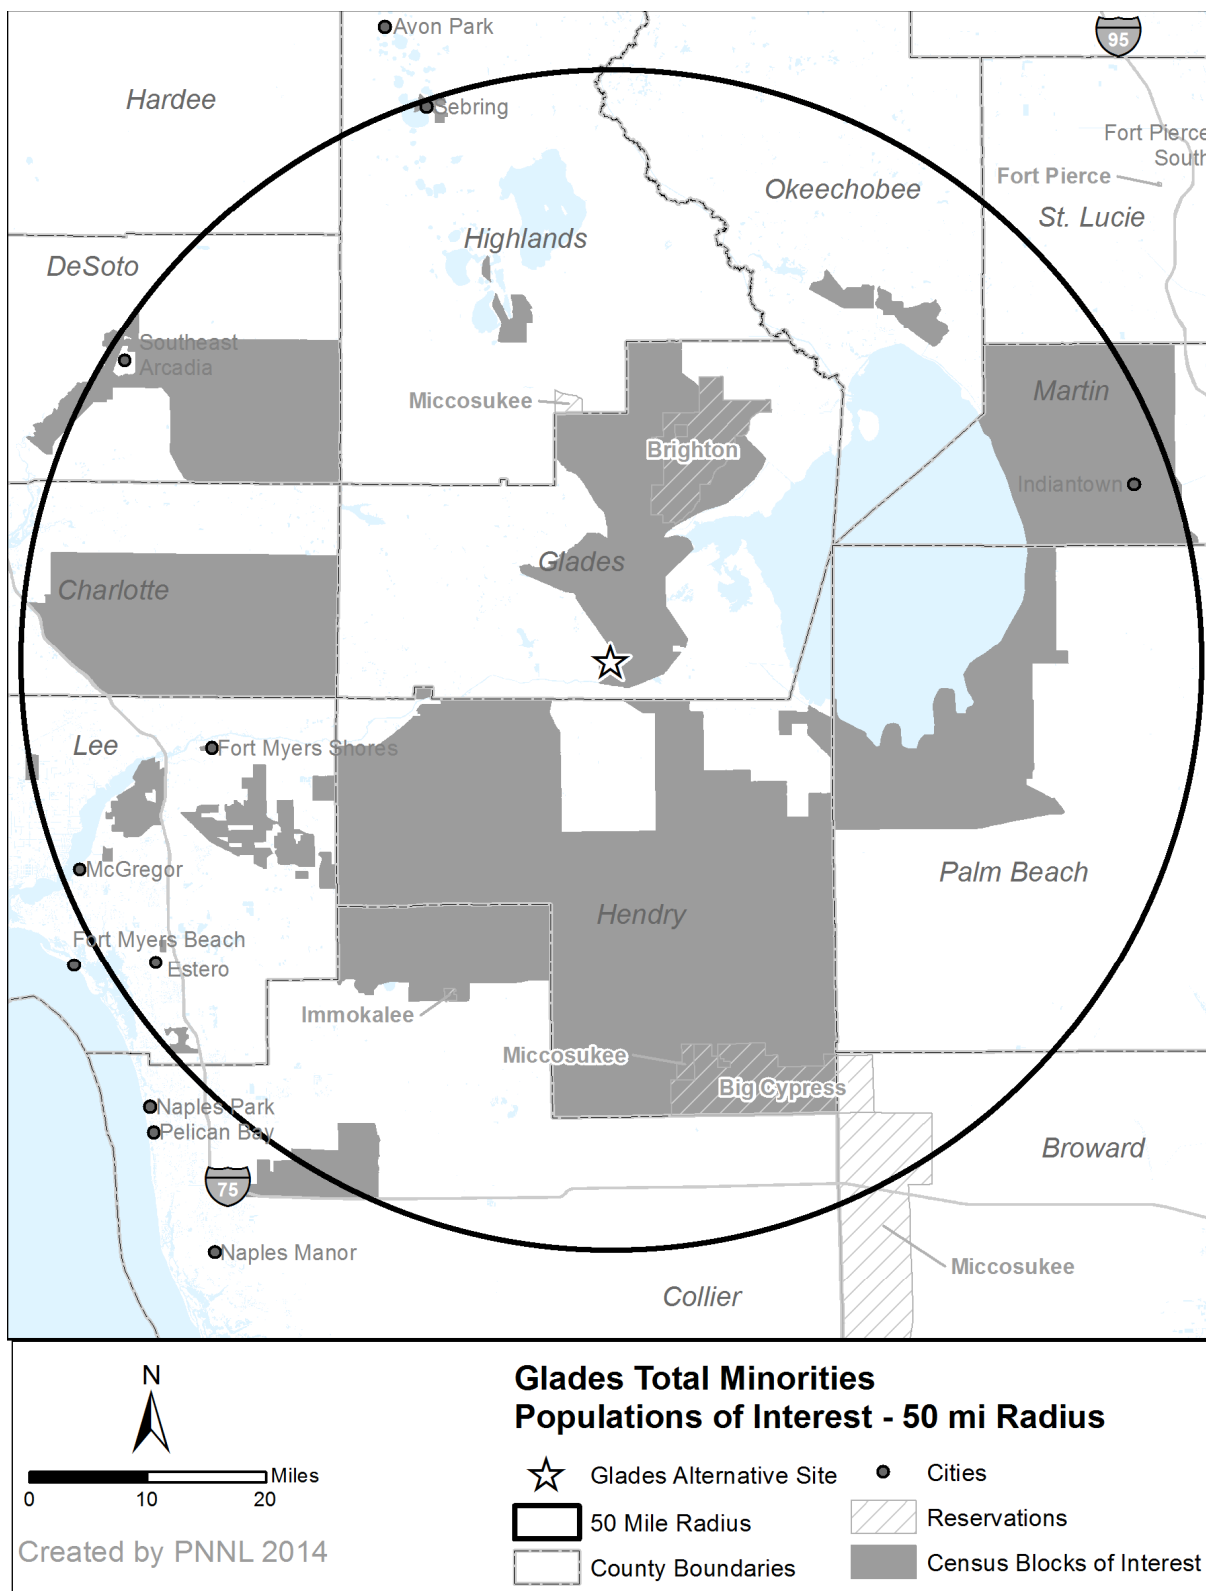 Avon Park
95
Hardee
Sebring
Fort Pierce
South
Fort Pierce
Okeechobee
St. Lucie
Highlands
DeSoto
Southeast
Arcadia
Miccosukee
Martin
Brighton
Indiantown
Glades
Charlotte
Lee
Fort Myers Shores
McGregor
Palm Beach
Hendry
Fort Myers Beach
Estero
Immokalee
Miccosukee
Big Cypress
Naples Park
Pelican Bay
Broward
75
Naples Manor
Miccosukee
Collier
N
Miles
0 10 20
Created by PNNL 2014
Glades Total Minorities
Populations of Interest - 50 mi Radius
Glades Alternative Site
Cities
50 Mile Radius
Reservations
County Boundaries
Census Blocks of Interest